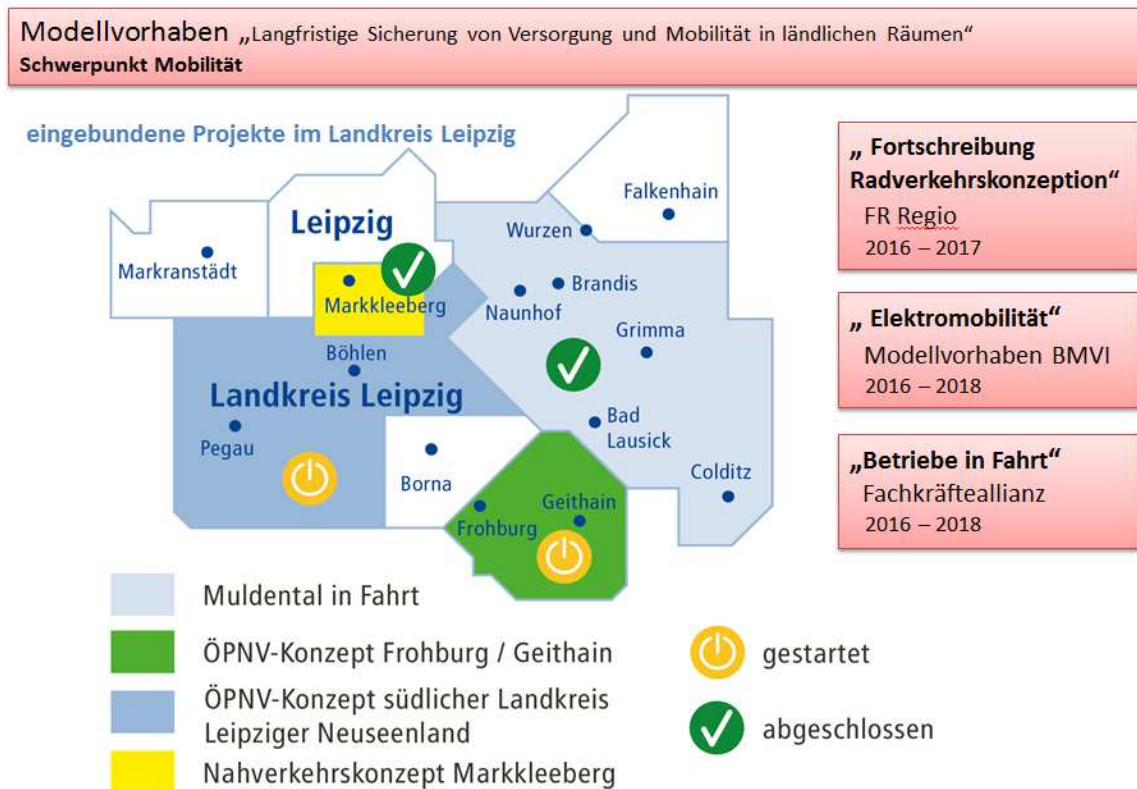 Modellvorhaben „Langfristige Sicherung von Versorgung und Mobilität in ländlichen Räumen“
Schwerpunkt Mobilität
eingebundene Projekte im Landkreis Leipzig
Falkenhain
Leipzig
Wurzen
Markranstädt
Markkleeberg
Brandis
Naunhof
Grimma
Böhlen
Landkreis Leipzig
Pegau
Bad
Lausick
Borna
Colditz
Geithain
Frohburg
„ Fortschreibung
Radverkehrskonzeption“
FR Regio
2016 – 2017
„ Elektromobilität“
Modellvorhaben BMVI
2016 – 2018
„Betriebe in Fahrt“
Fachkräfteallianz
2016 – 2018
Muldental in Fahrt
ÖPNV-Konzept Frohburg / Geithain
ÖPNV-Konzept südlicher Landkreis
Leipziger Neuseenland
Nahverkehrskonzept Markkleeberg
gestartet
abgeschlossen